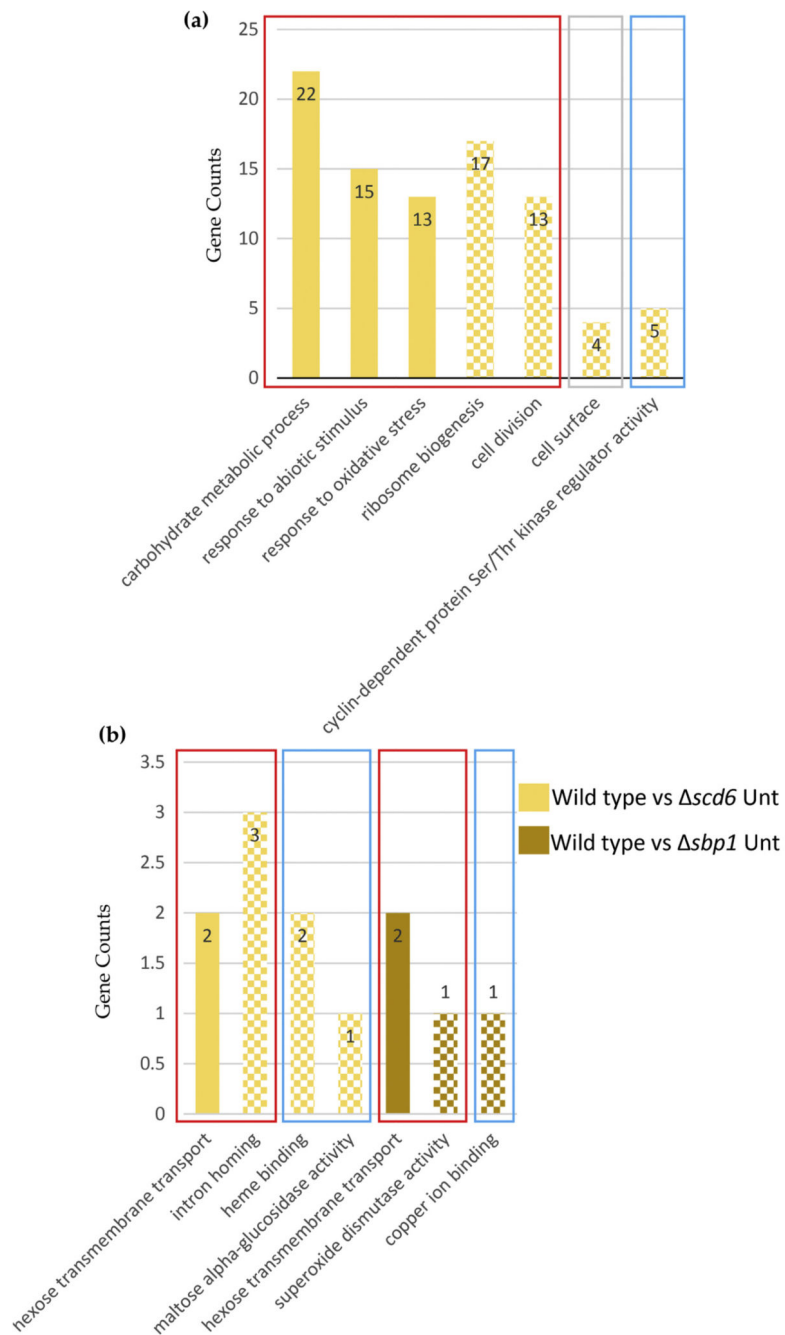 (a)
25
20
15
10
5
0
Gene Counts
22
15
13
17
13
4
5
carbohydrate metabolic process
response to abiotic stimulus
response to oxidative stress
ribosome biogenesis
cell division
cell surface
cyclin-dependent protein Ser/Thr kinase regulator activity
(b)
3.5
3
2.5
2
1.5
1
0.5
0
Gene Counts
2
3
2
1
2
1
1
hexose transmembrane transport
intron homing
heme binding
maltose alpha-glucosidase activity
hexose transmembrane transport
superoxide dismutase activity
copper ion binding
Wild type vs Δscd6 Unt
Wild type vs Δsbp1 Unt